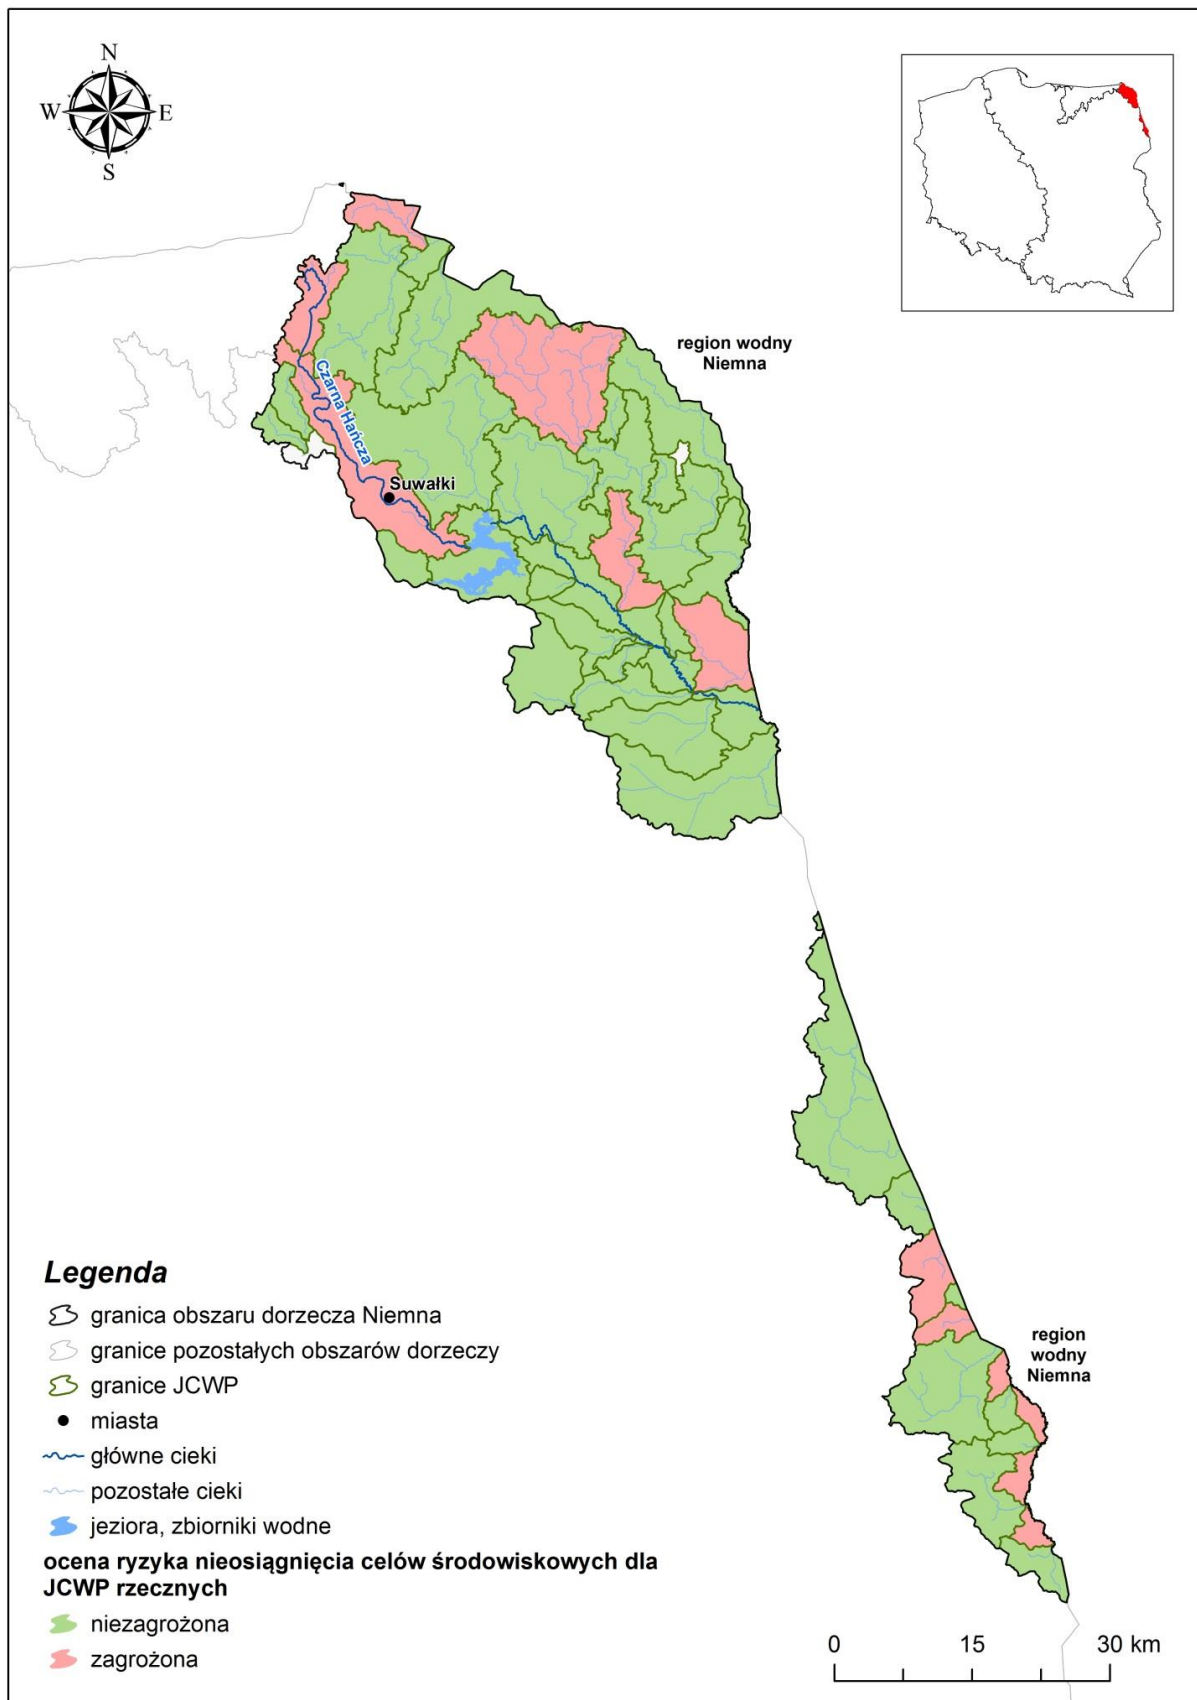 N
W
E
S
region wodny
Niemna
Czarna Hańcza
Suwałki
region
wodny
Niemna
Legenda
granica obszaru dorzecza Niemna
granice pozostałych obszarów dorzeczy
granice JCWP
miasta
główne cieki
pozostałe cieki
jeziora, zbiorniki wodne
ocena ryzyka nieosiągnięcia celów środowiskowych dla
JCWP rzecznych
niezagrożona
zagrożona
0 15 30 km